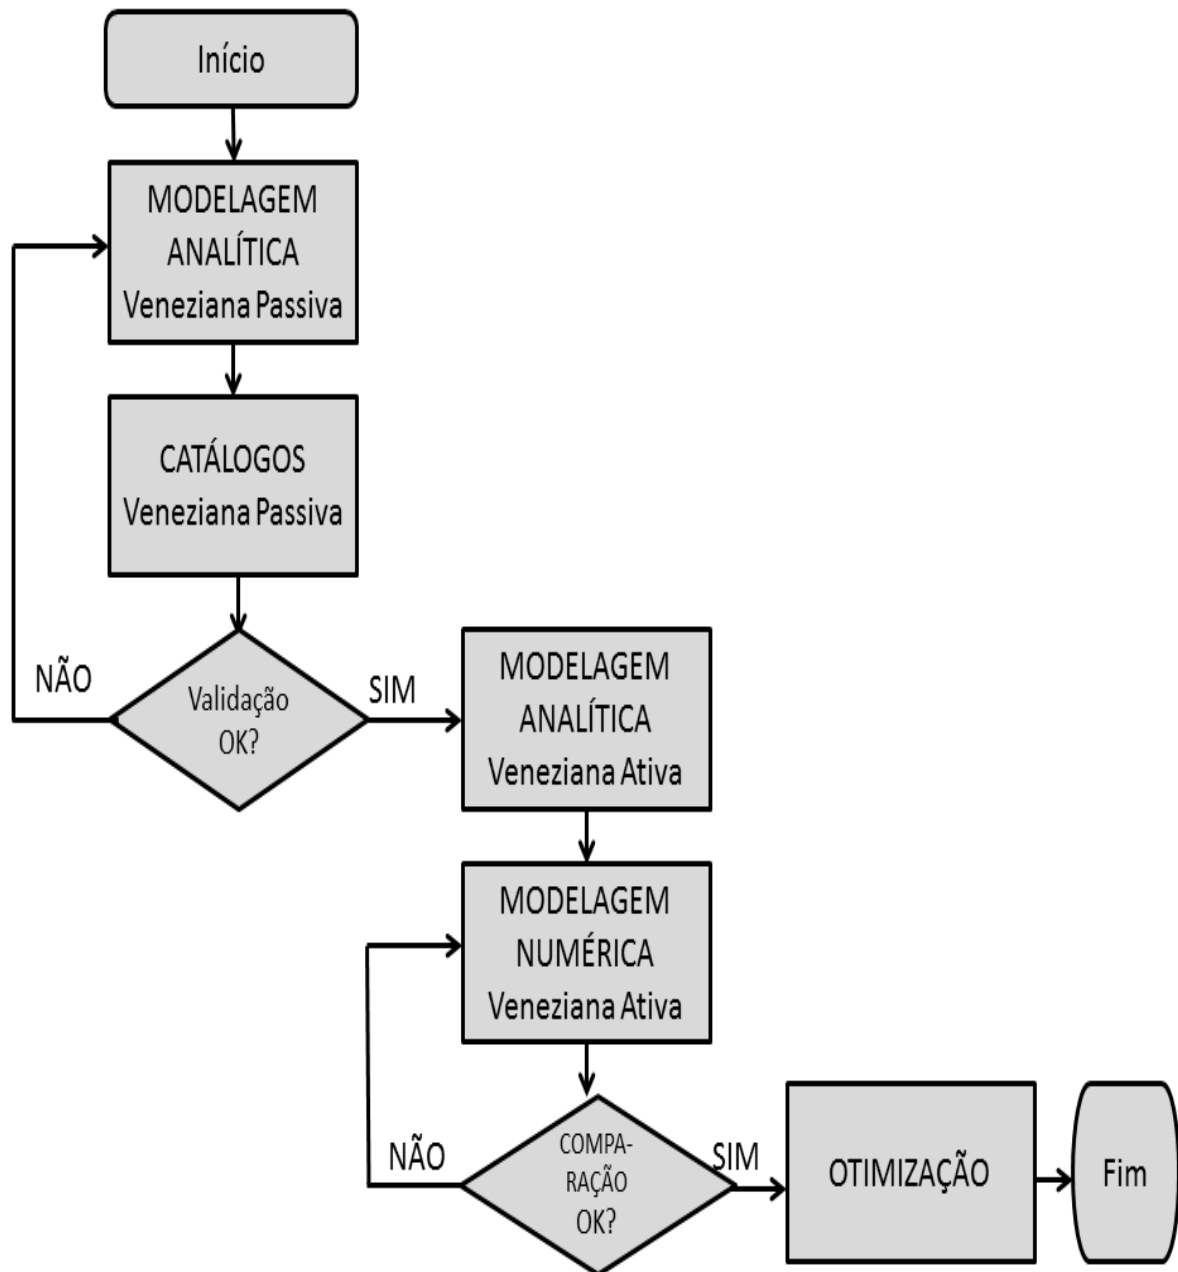 Início
MODELAGEM
ANALÍTICA
Veneziana Passiva
CATÁLOGOS
Veneziana Passiva
NÃO
Validação
OK?
SIM
MODELAGEM
ANALÍTICA
Veneziana Ativa
MODELAGEM
NUMÉRICA
Veneziana Ativa
NÃO
COMPA-
RAÇÃO
OK?
SIM
OTIMIZAÇÃO
Fim